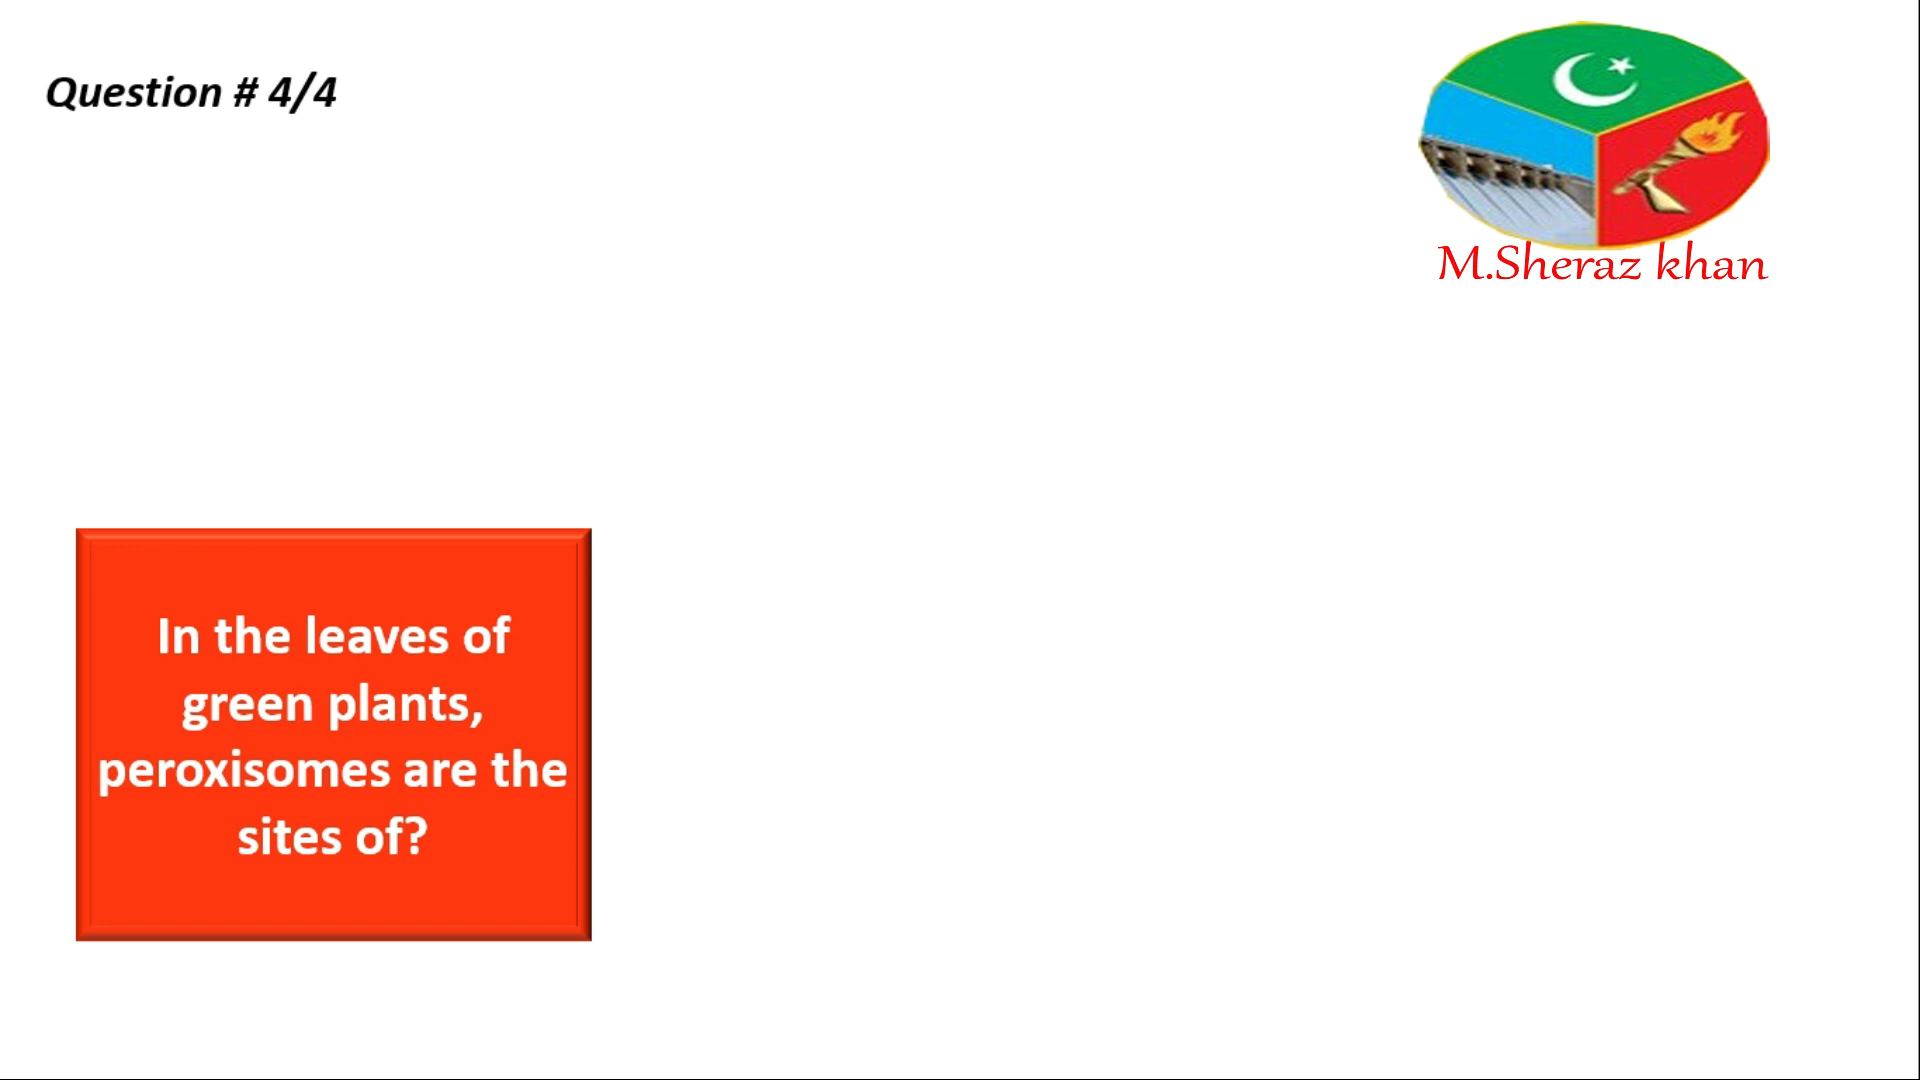 Question # 4/4
M.Sheraz khan
In the leaves of
green plants,
peroxisomes are the
sites of?